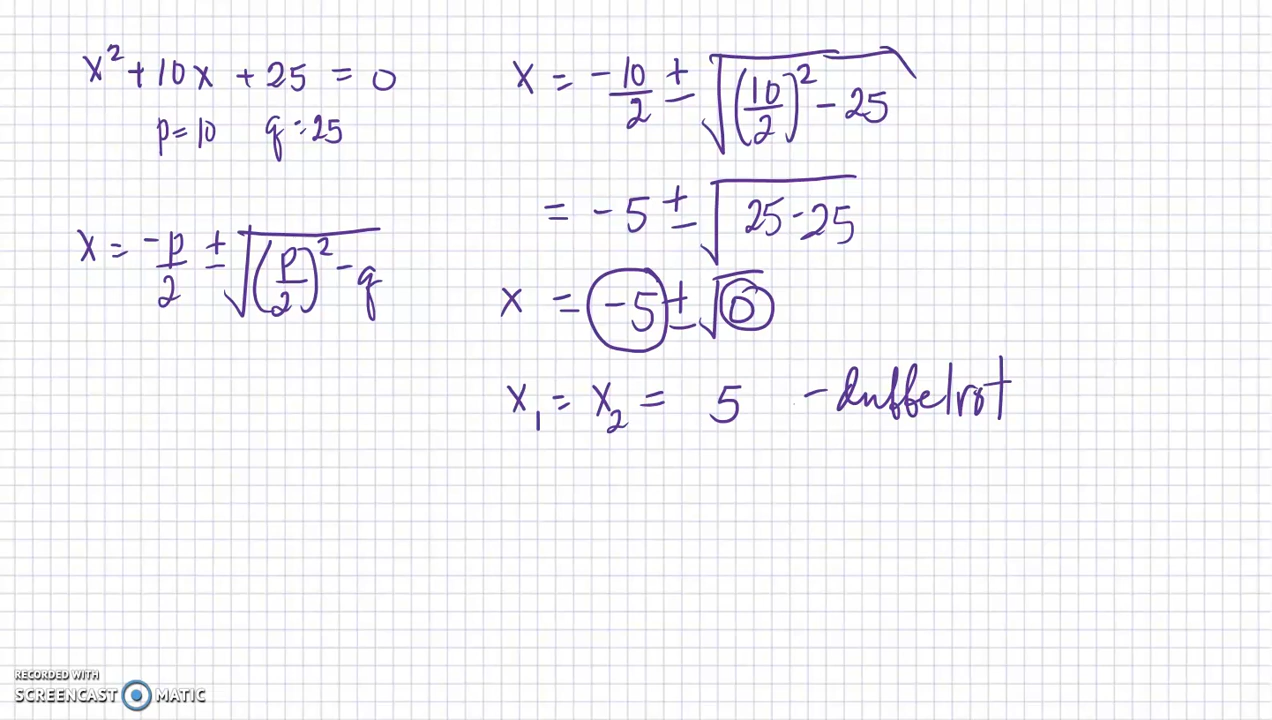 x² + 10x + 25 = 0
p = 10 q = 25
x = -p/2 ± √((p/2)² - q)
x = -10/2 ± √((10/2)² - 25)
= -5 ± √(25 - 25)
x = -5 ± √0
x₁ = x₂ = 5 - dubbelrot
RECORDED WITH
SCREENCAST MATIC